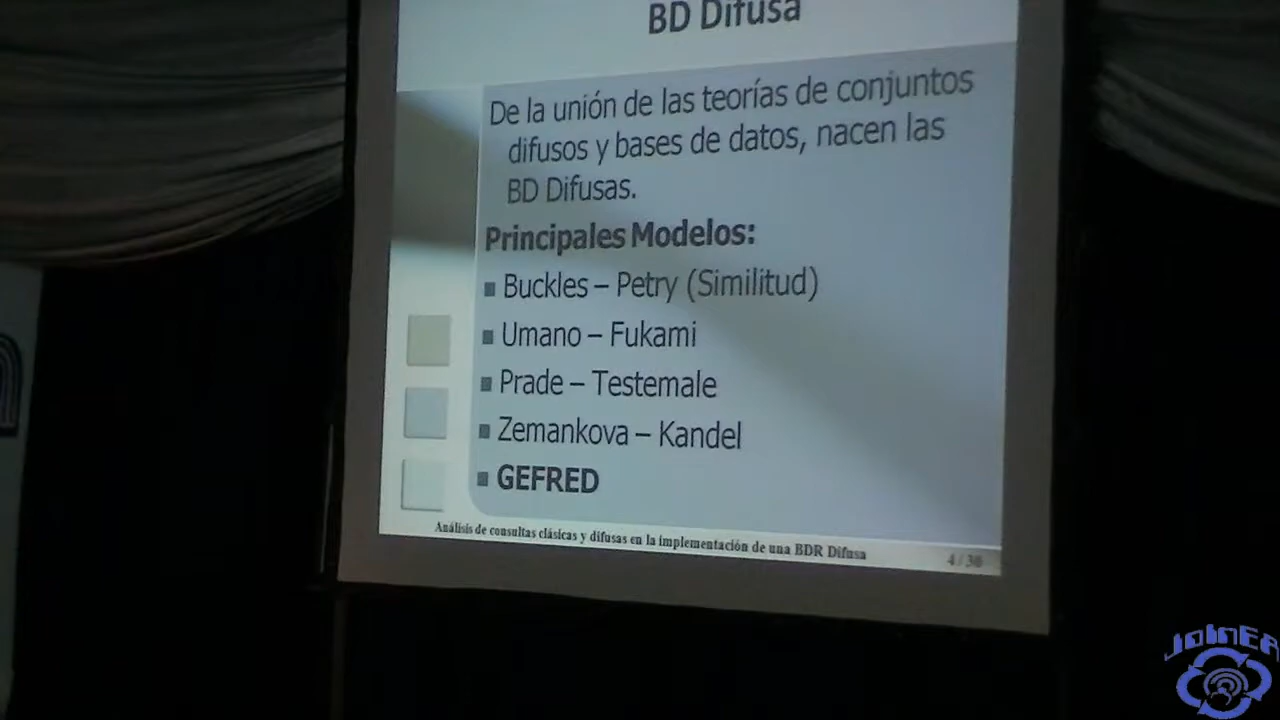 BD Difusa
De la unión de las teorías de conjuntos
difusos y bases de datos, nacen las
BD Difusas.
Principales Modelos:
Buckles – Petry (Similitud)
Umano – Fukami
Prade – Testemale
Zemankova – Kandel
GEFRED
Análisis de consultas clásicas y difusas en la implementación de una BDR Difusa
4 / 30
JoinEA